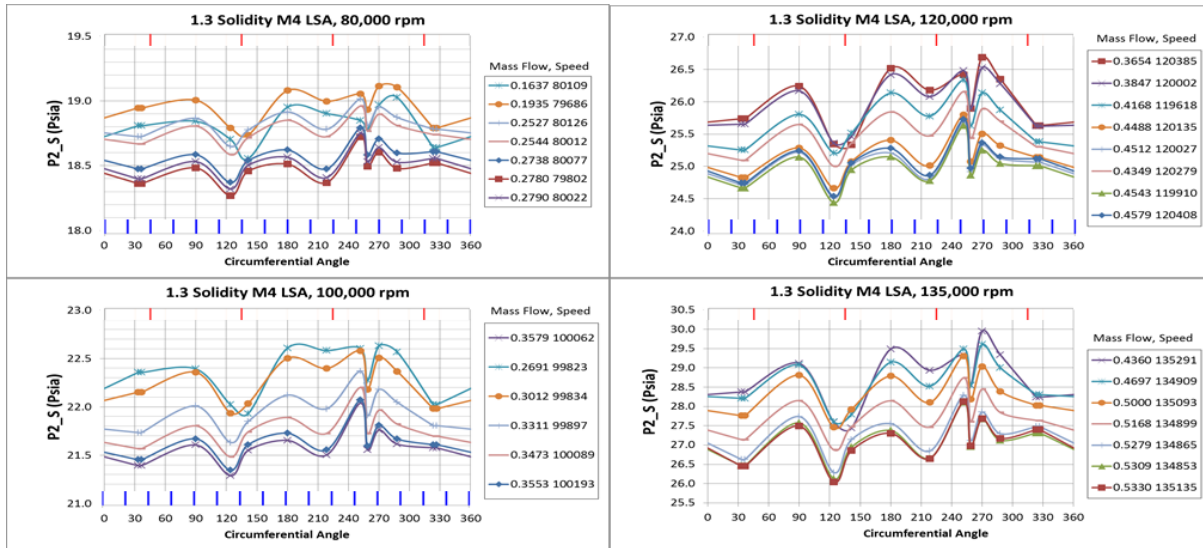 1.3 Solidity M4 LSA, 80,000 rpm
P2_S (Psia)
19.5
19.0
18.5
18.0
0 30 60 90 120 150 180 210 240 270 300 330 360
Circumferential Angle
Mass Flow, Speed
0.1637 80109
0.1935 79686
0.2527 80126
0.2544 80012
0.2738 80077
0.2780 79802
0.2790 80022
1.3 Solidity M4 LSA, 120,000 rpm
P2_S (Psia)
27.0
26.5
26.0
25.5
25.0
24.5
24.0
0 30 60 90 120 150 180 210 240 270 300 330 360
Circumferential Angle
Mass Flow, Speed
0.3654 120385
0.3847 120002
0.4168 119618
0.4488 120135
0.4512 120027
0.4349 120279
0.4543 119910
0.4579 120408
1.3 Solidity M4 LSA, 100,000 rpm
P2_S (Psia)
23.0
22.5
22.0
21.5
21.0
0 30 60 90 120 150 180 210 240 270 300 330 360
Circumferential Angle
Mass Flow, Speed
0.3579 100062
0.2691 99823
0.3012 99834
0.3311 99897
0.3473 100089
0.3553 100193
1.3 Solidity M4 LSA, 135,000 rpm
P2_S (Psia)
30.5
30.0
29.5
29.0
28.5
28.0
27.5
27.0
26.5
26.0
25.5
0 30 60 90 120 150 180 210 240 270 300 330 360
Circumferential Angle
Mass Flow, Speed
0.4360 135291
0.4697 134909
0.5000 135093
0.5168 134899
0.5279 134865
0.5309 134853
0.5330 135135